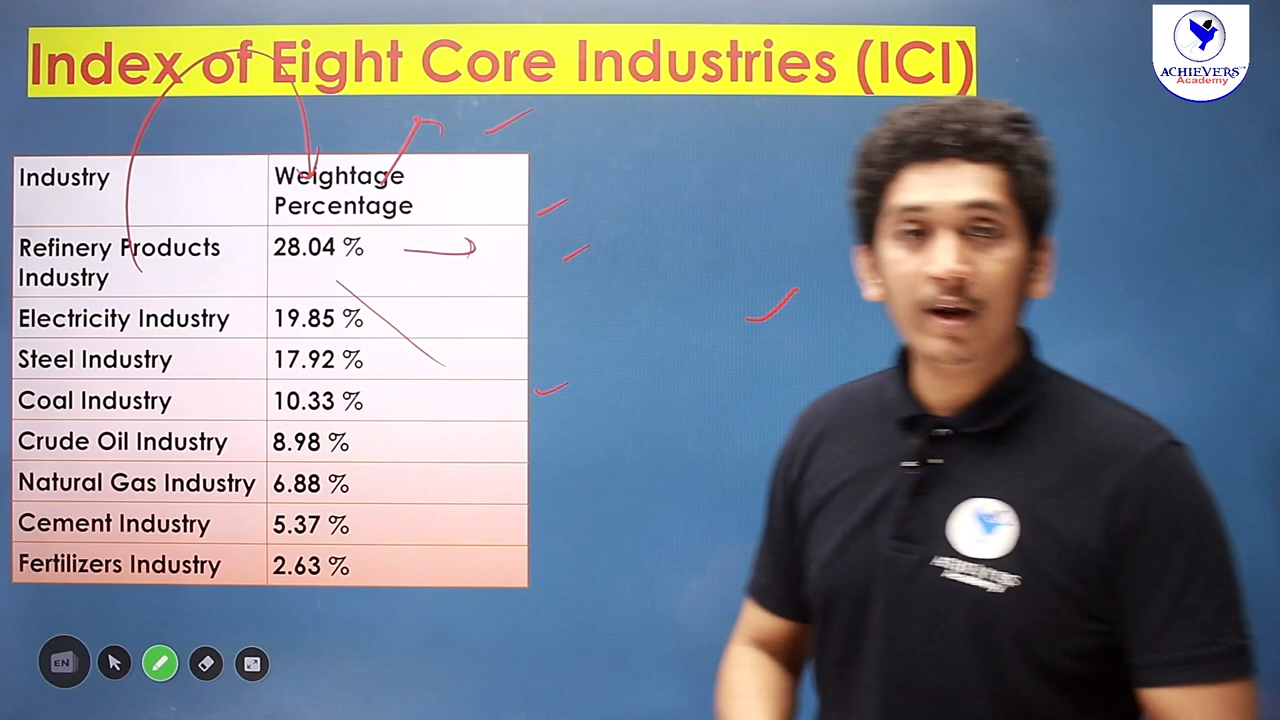 Index of Eight Core Industries (ICI)
ACHIEVERS
Academy
Industry
Weightage
Percentage
Refinery Products
Industry
28.04 %
Electricity Industry
19.85 %
Steel Industry
17.92 %
Coal Industry
10.33 %
Crude Oil Industry
8.98 %
Natural Gas Industry
6.88 %
Cement Industry
5.37 %
Fertilizers Industry
2.63 %
EN
ACHIEVERS
Academy